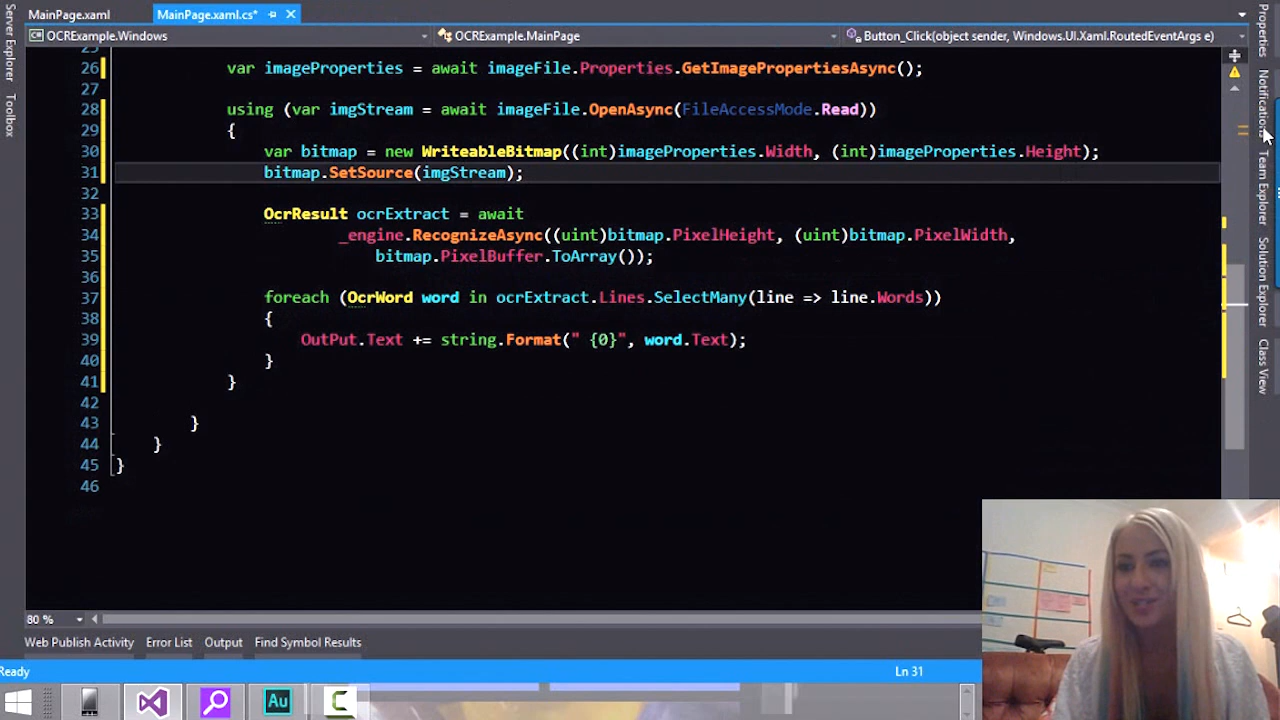 MainPage.xaml
MainPage.xaml.cs*
OCRExample.Windows
OCRExample.MainPage
Button_Click(object sender, Windows.UI.Xaml.RoutedEventArgs e)
Server Explorer
Toolbox
Properties
Notifications
Team Explorer
Solution Explorer
Class View
25
26 var imageProperties = await imageFile.Properties.GetImagePropertiesAsync();
27
28 using (var imgStream = await imageFile.OpenAsync(FileAccessMode.Read))
29 {
30 var bitmap = new WriteableBitmap((int)imageProperties.Width, (int)imageProperties.Height);
31 bitmap.SetSource(imgStream);
32
33 OcrResult ocrExtract = await
34 _engine.RecognizeAsync((uint)bitmap.PixelHeight, (uint)bitmap.PixelWidth,
35 bitmap.PixelBuffer.ToArray());
36
37 foreach (OcrWord word in ocrExtract.Lines.SelectMany(line => line.Words))
38 {
39 OutPut.Text += string.Format(" {0}", word.Text);
40 }
41 }
42
43 }
44 }
45 }
46
80 %
Web Publish Activity
Error List
Output
Find Symbol Results
Ready
Ln 31
Au
C